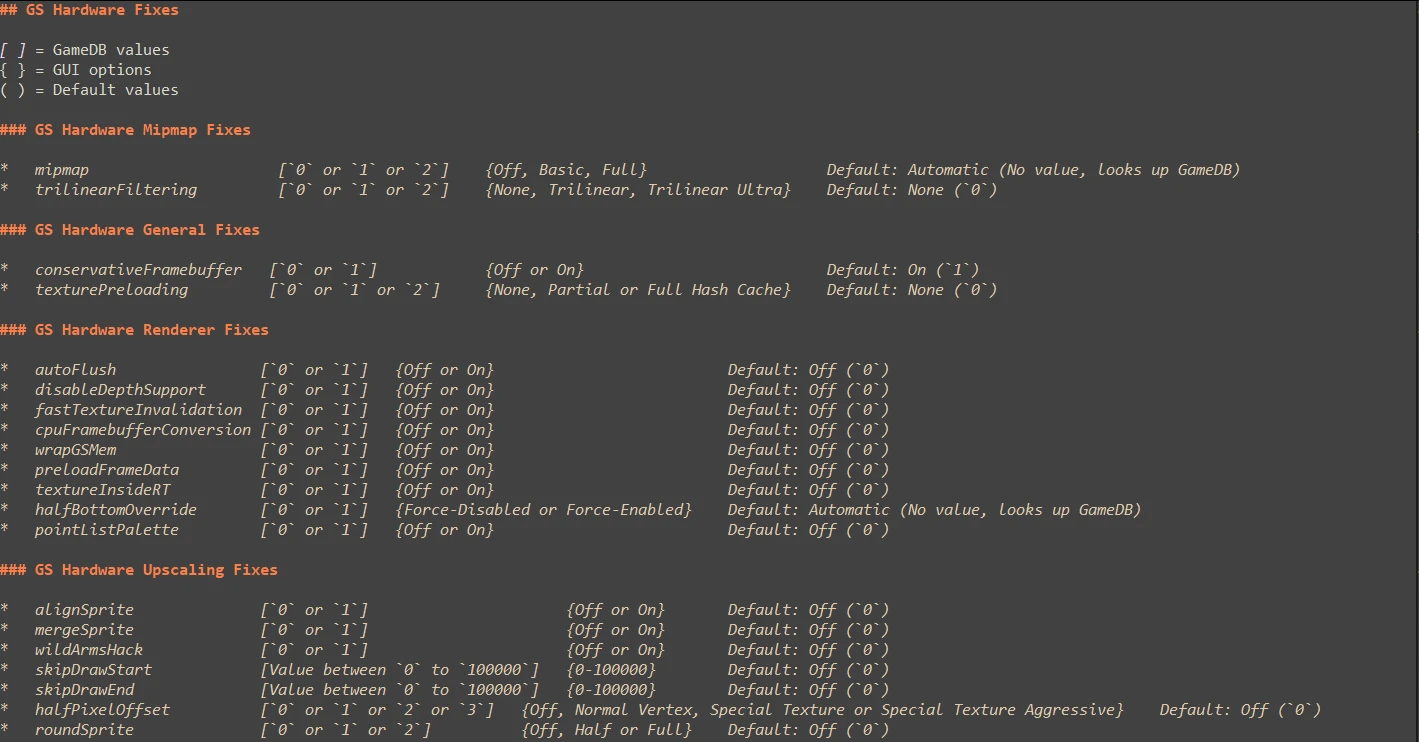 ## GS Hardware Fixes
[ ] = GameDB values
{ } = GUI options
( ) = Default values
### GS Hardware Mipmap Fixes
* mipmap [`0` or `1` or `2`] {Off, Basic, Full} Default: Automatic (No value, looks up GameDB)
* trilinearFiltering [`0` or `1` or `2`] {None, Trilinear, Trilinear Ultra} Default: None (`0`)
### GS Hardware General Fixes
* conservativeFramebuffer [`0` or `1`] {Off or On} Default: On (`1`)
* texturePreloading [`0` or `1` or `2`] {None, Partial or Full Hash Cache} Default: None (`0`)
### GS Hardware Renderer Fixes
* autoFlush [`0` or `1`] {Off or On} Default: Off (`0`)
* disableDepthSupport [`0` or `1`] {Off or On} Default: Off (`0`)
* fastTextureInvalidation [`0` or `1`] {Off or On} Default: Off (`0`)
* cpuFramebufferConversion [`0` or `1`] {Off or On} Default: Off (`0`)
* wrapGSMem [`0` or `1`] {Off or On} Default: Off (`0`)
* preloadFrameData [`0` or `1`] {Off or On} Default: Off (`0`)
* textureInsideRT [`0` or `1`] {Off or On} Default: Off (`0`)
* halfBottomOverride [`0` or `1`] {Force-Disabled or Force-Enabled} Default: Automatic (No value, looks up GameDB)
* pointListPalette [`0` or `1`] {Off or On} Default: Off (`0`)
### GS Hardware Upscaling Fixes
* alignSprite [`0` or `1`] {Off or On} Default: Off (`0`)
* mergeSprite [`0` or `1`] {Off or On} Default: Off (`0`)
* wildArmsHack [`0` or `1`] {Off or On} Default: Off (`0`)
* skipDrawStart [Value between `0` to `100000`] {0-100000} Default: Off (`0`)
* skipDrawEnd [Value between `0` to `100000`] {0-100000} Default: Off (`0`)
* halfPixelOffset [`0` or `1` or `2` or `3`] {Off, Normal Vertex, Special Texture or Special Texture Aggressive} Default: Off (`0`)
* roundSprite [`0` or `1` or `2`] {Off, Half or Full} Default: Off (`0`)